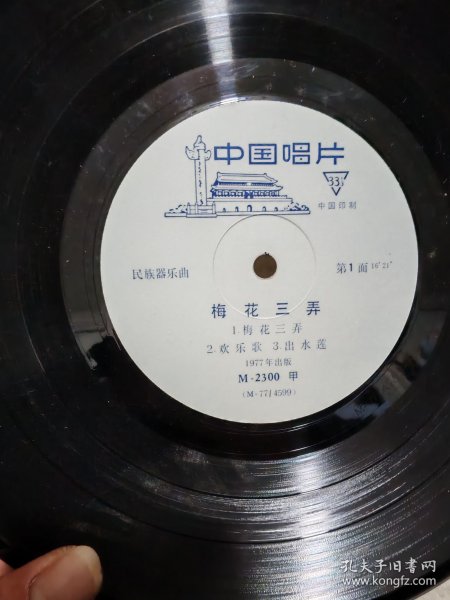 中国唱片
33⅓
中国印制
民族器乐曲
第1面 16′21″
梅花三弄
1.梅花三弄
2.欢乐歌 3.出水莲
1977年出版
M-2300 甲
(M-77/4599)
孔夫子旧书网
www.kongfz.com